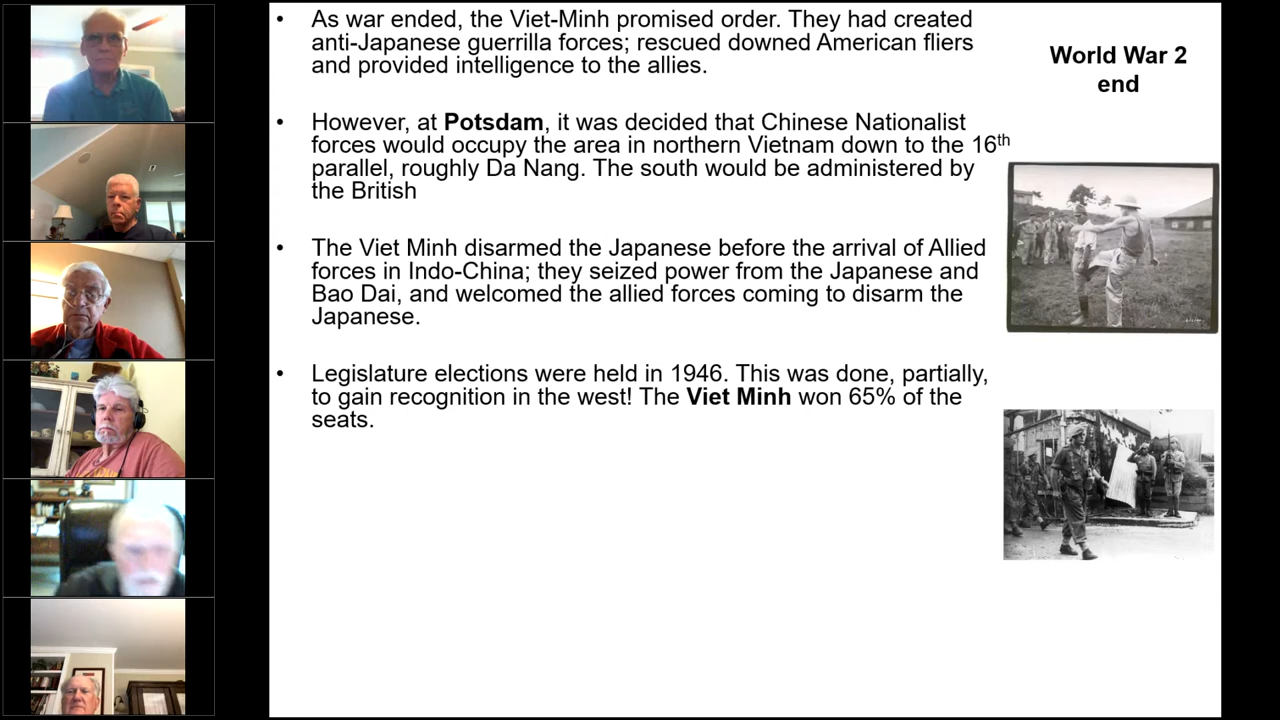 • As war ended, the Viet-Minh promised order. They had created
anti-Japanese guerrilla forces; rescued downed American fliers
and provided intelligence to the allies.
• However, at Potsdam, it was decided that Chinese Nationalist
forces would occupy the area in northern Vietnam down to the 16th
parallel, roughly Da Nang. The south would be administered by
the British
• The Viet Minh disarmed the Japanese before the arrival of Allied
forces in Indo-China; they seized power from the Japanese and
Bao Dai, and welcomed the allied forces coming to disarm the
Japanese.
• Legislature elections were held in 1946. This was done, partially,
to gain recognition in the west! The Viet Minh won 65% of the
seats.
World War 2
end